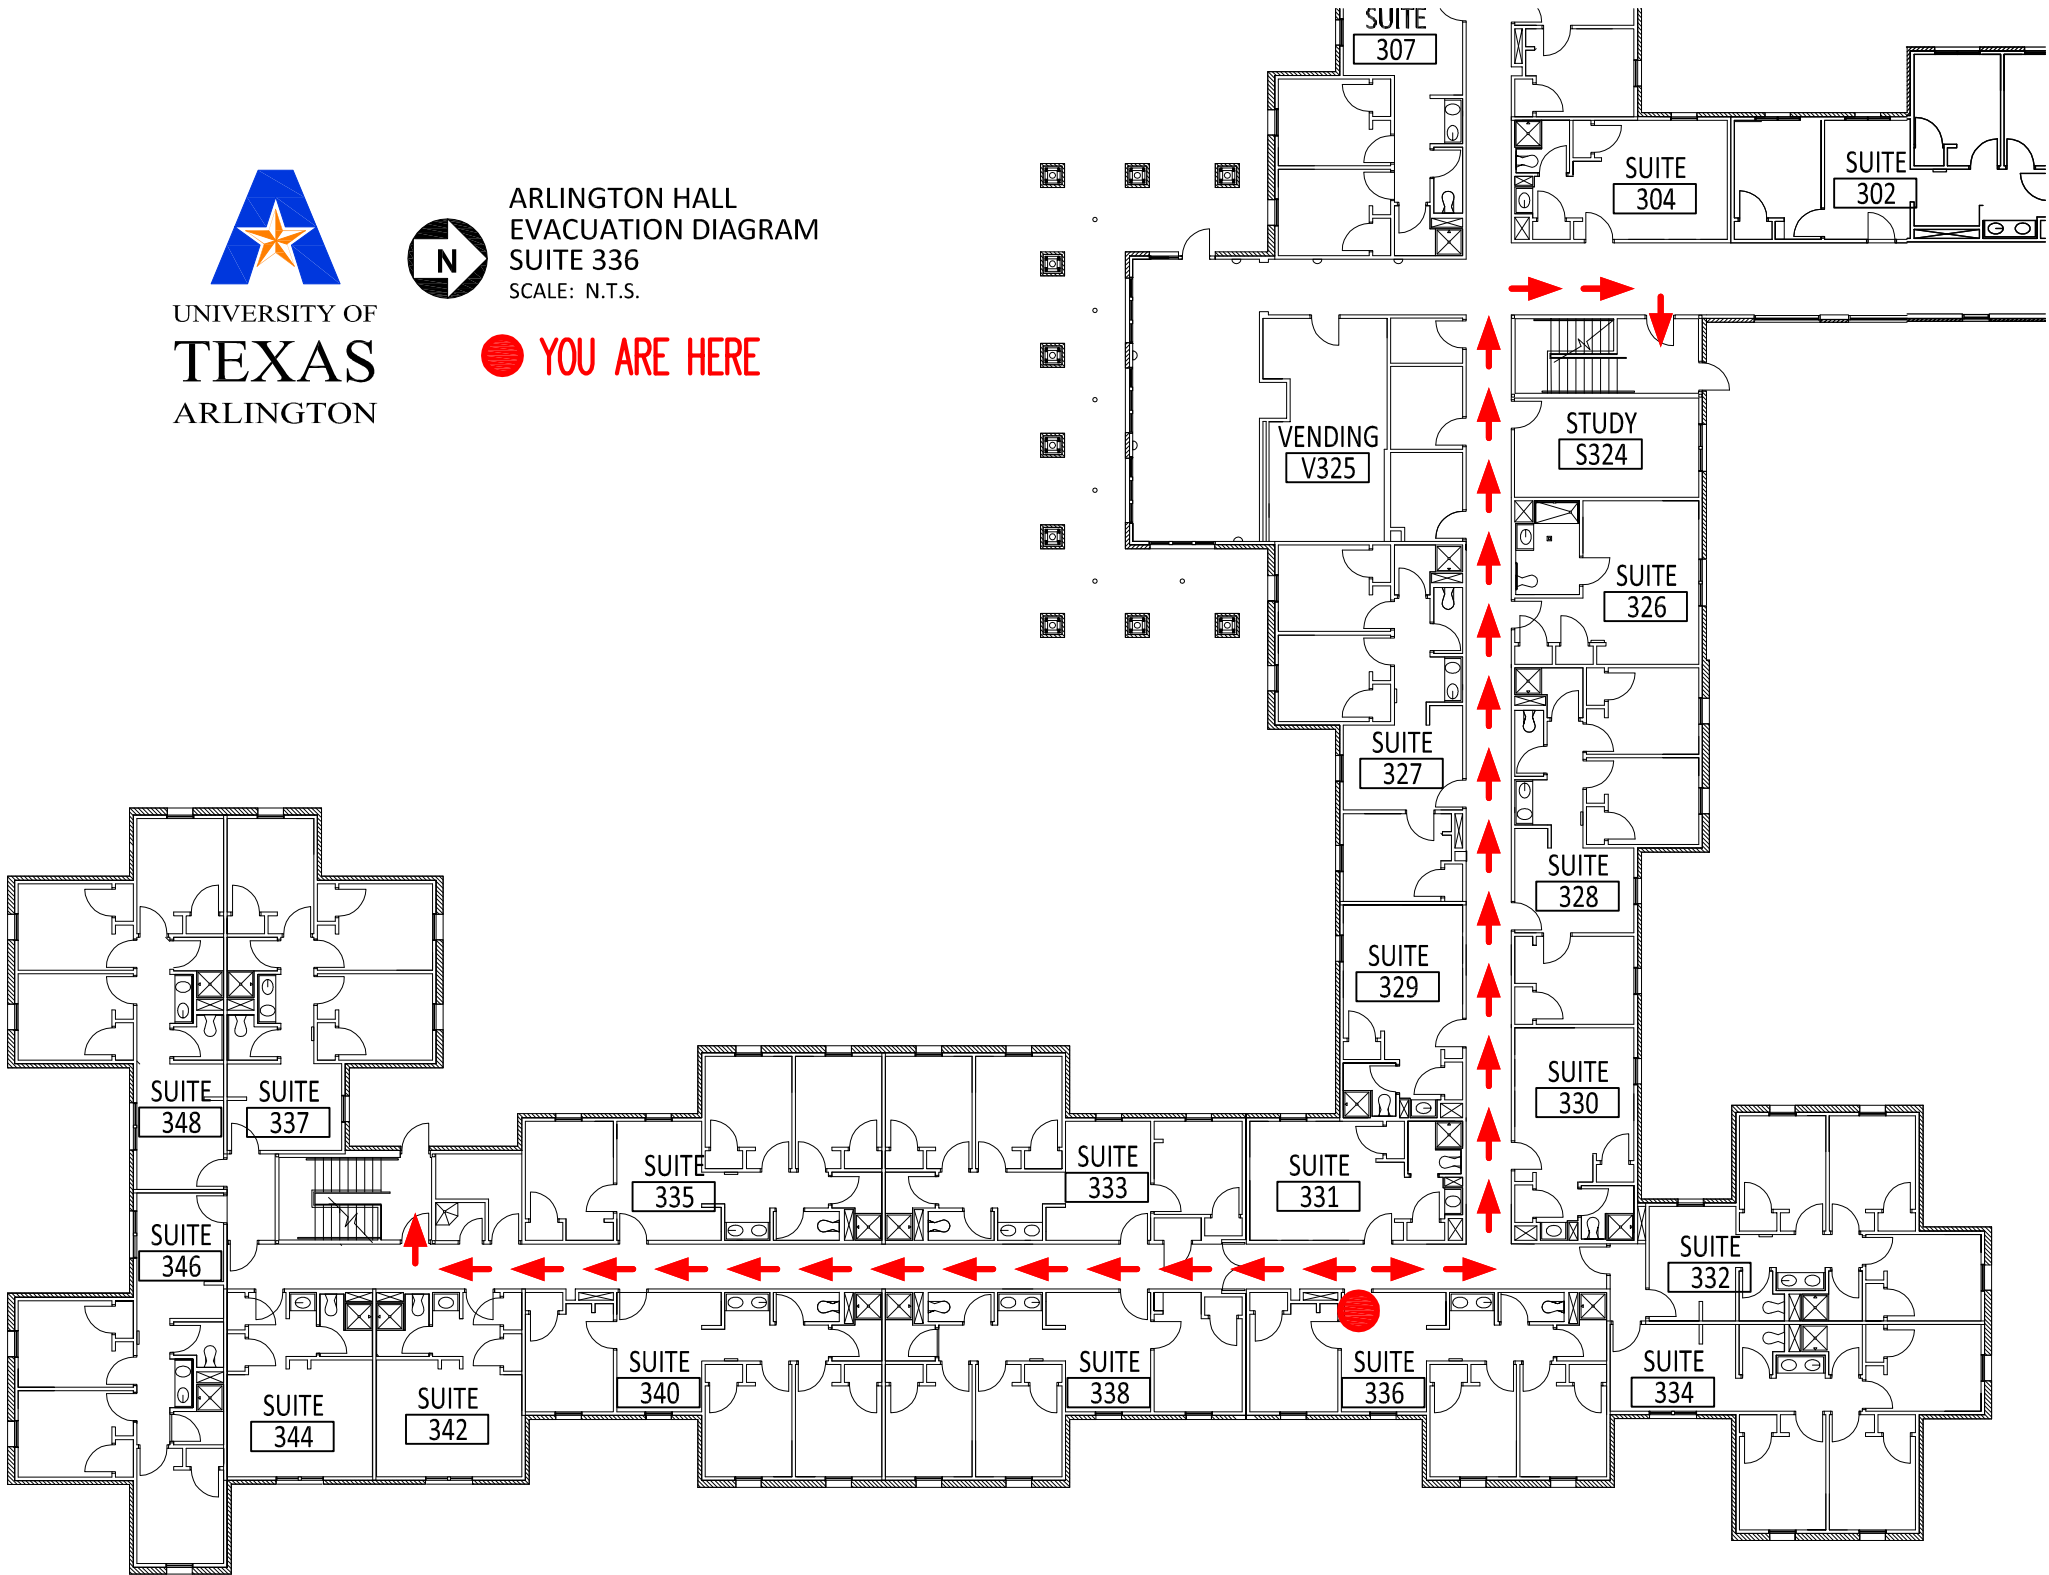 SUITE
307
SUITE
304
SUITE
302
UNIVERSITY OF
TEXAS
ARLINGTON
N
ARLINGTON HALL
EVACUATION DIAGRAM
SUITE 336
SCALE: N.T.S.
YOU ARE HERE
VENDING
V325
STUDY
S324
SUITE
326
SUITE
327
SUITE
328
SUITE
329
SUITE
330
SUITE
348
SUITE
337
SUITE
335
SUITE
333
SUITE
331
SUITE
346
SUITE
332
SUITE
344
SUITE
342
SUITE
340
SUITE
338
SUITE
336
SUITE
334